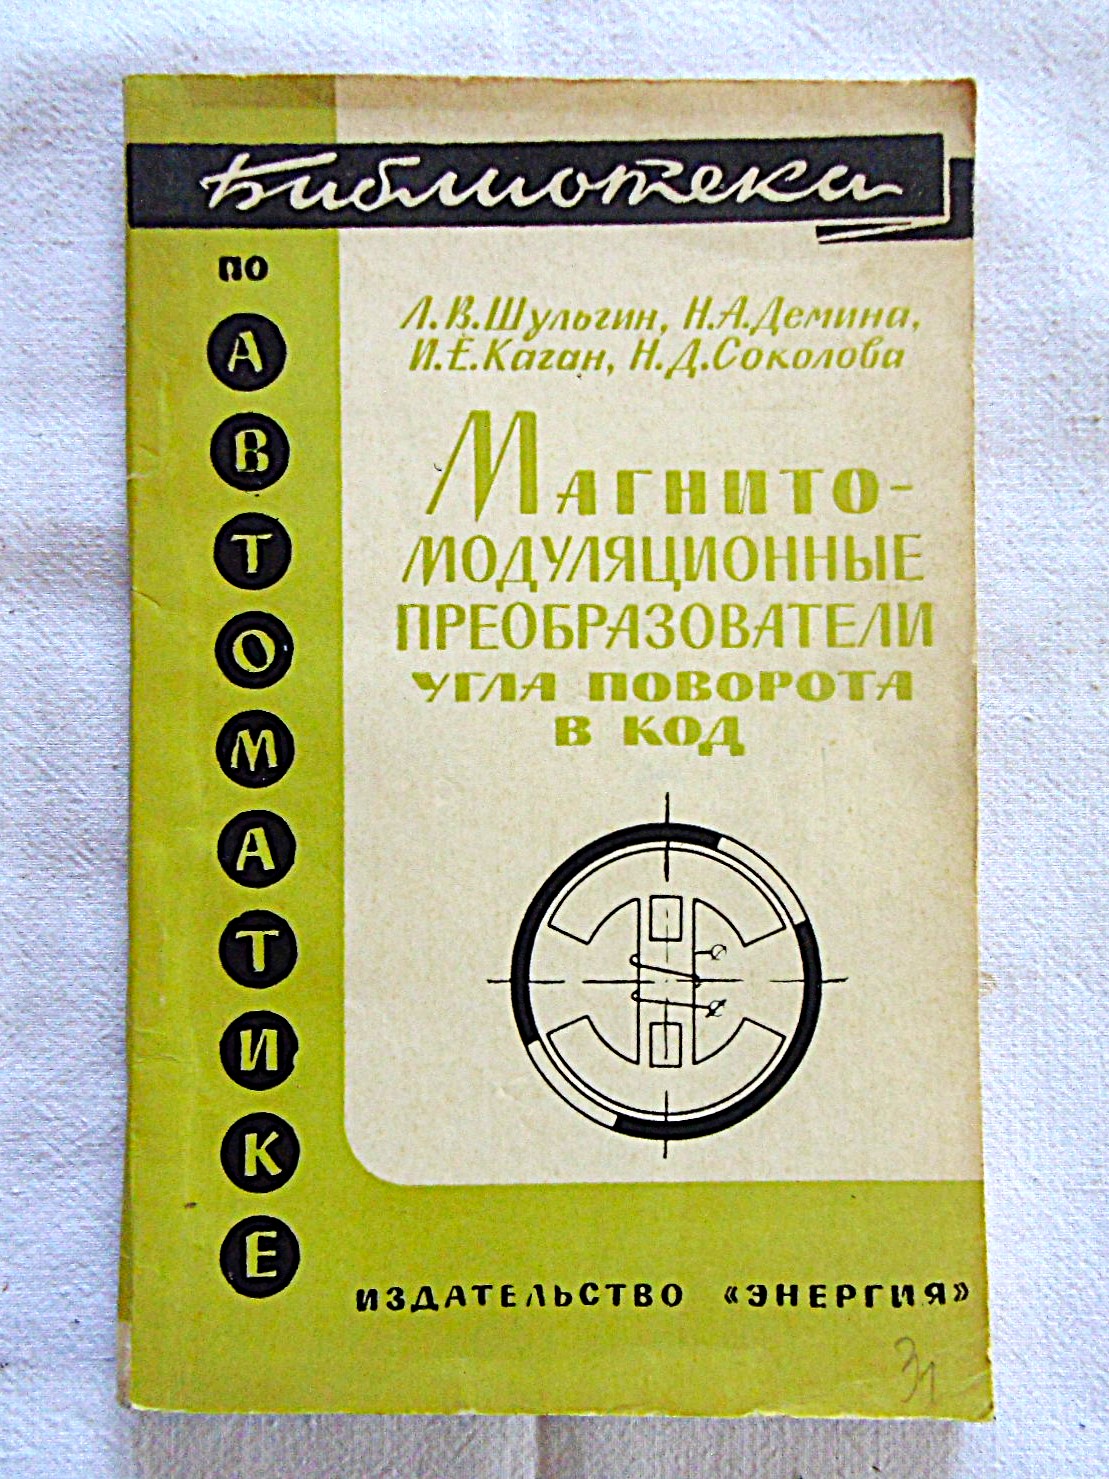 Библиотека
по
АВТОМАТИКЕ
Л.В.Шульгин, Н.А.Демина,
И.Е.Каган, Н.Д.Соколова
МАГНИТО-
МОДУЛЯЦИОННЫЕ
ПРЕОБРАЗОВАТЕЛИ
УГЛА ПОВОРОТА
В КОД
ИЗДАТЕЛЬСТВО «ЭНЕРГИЯ»